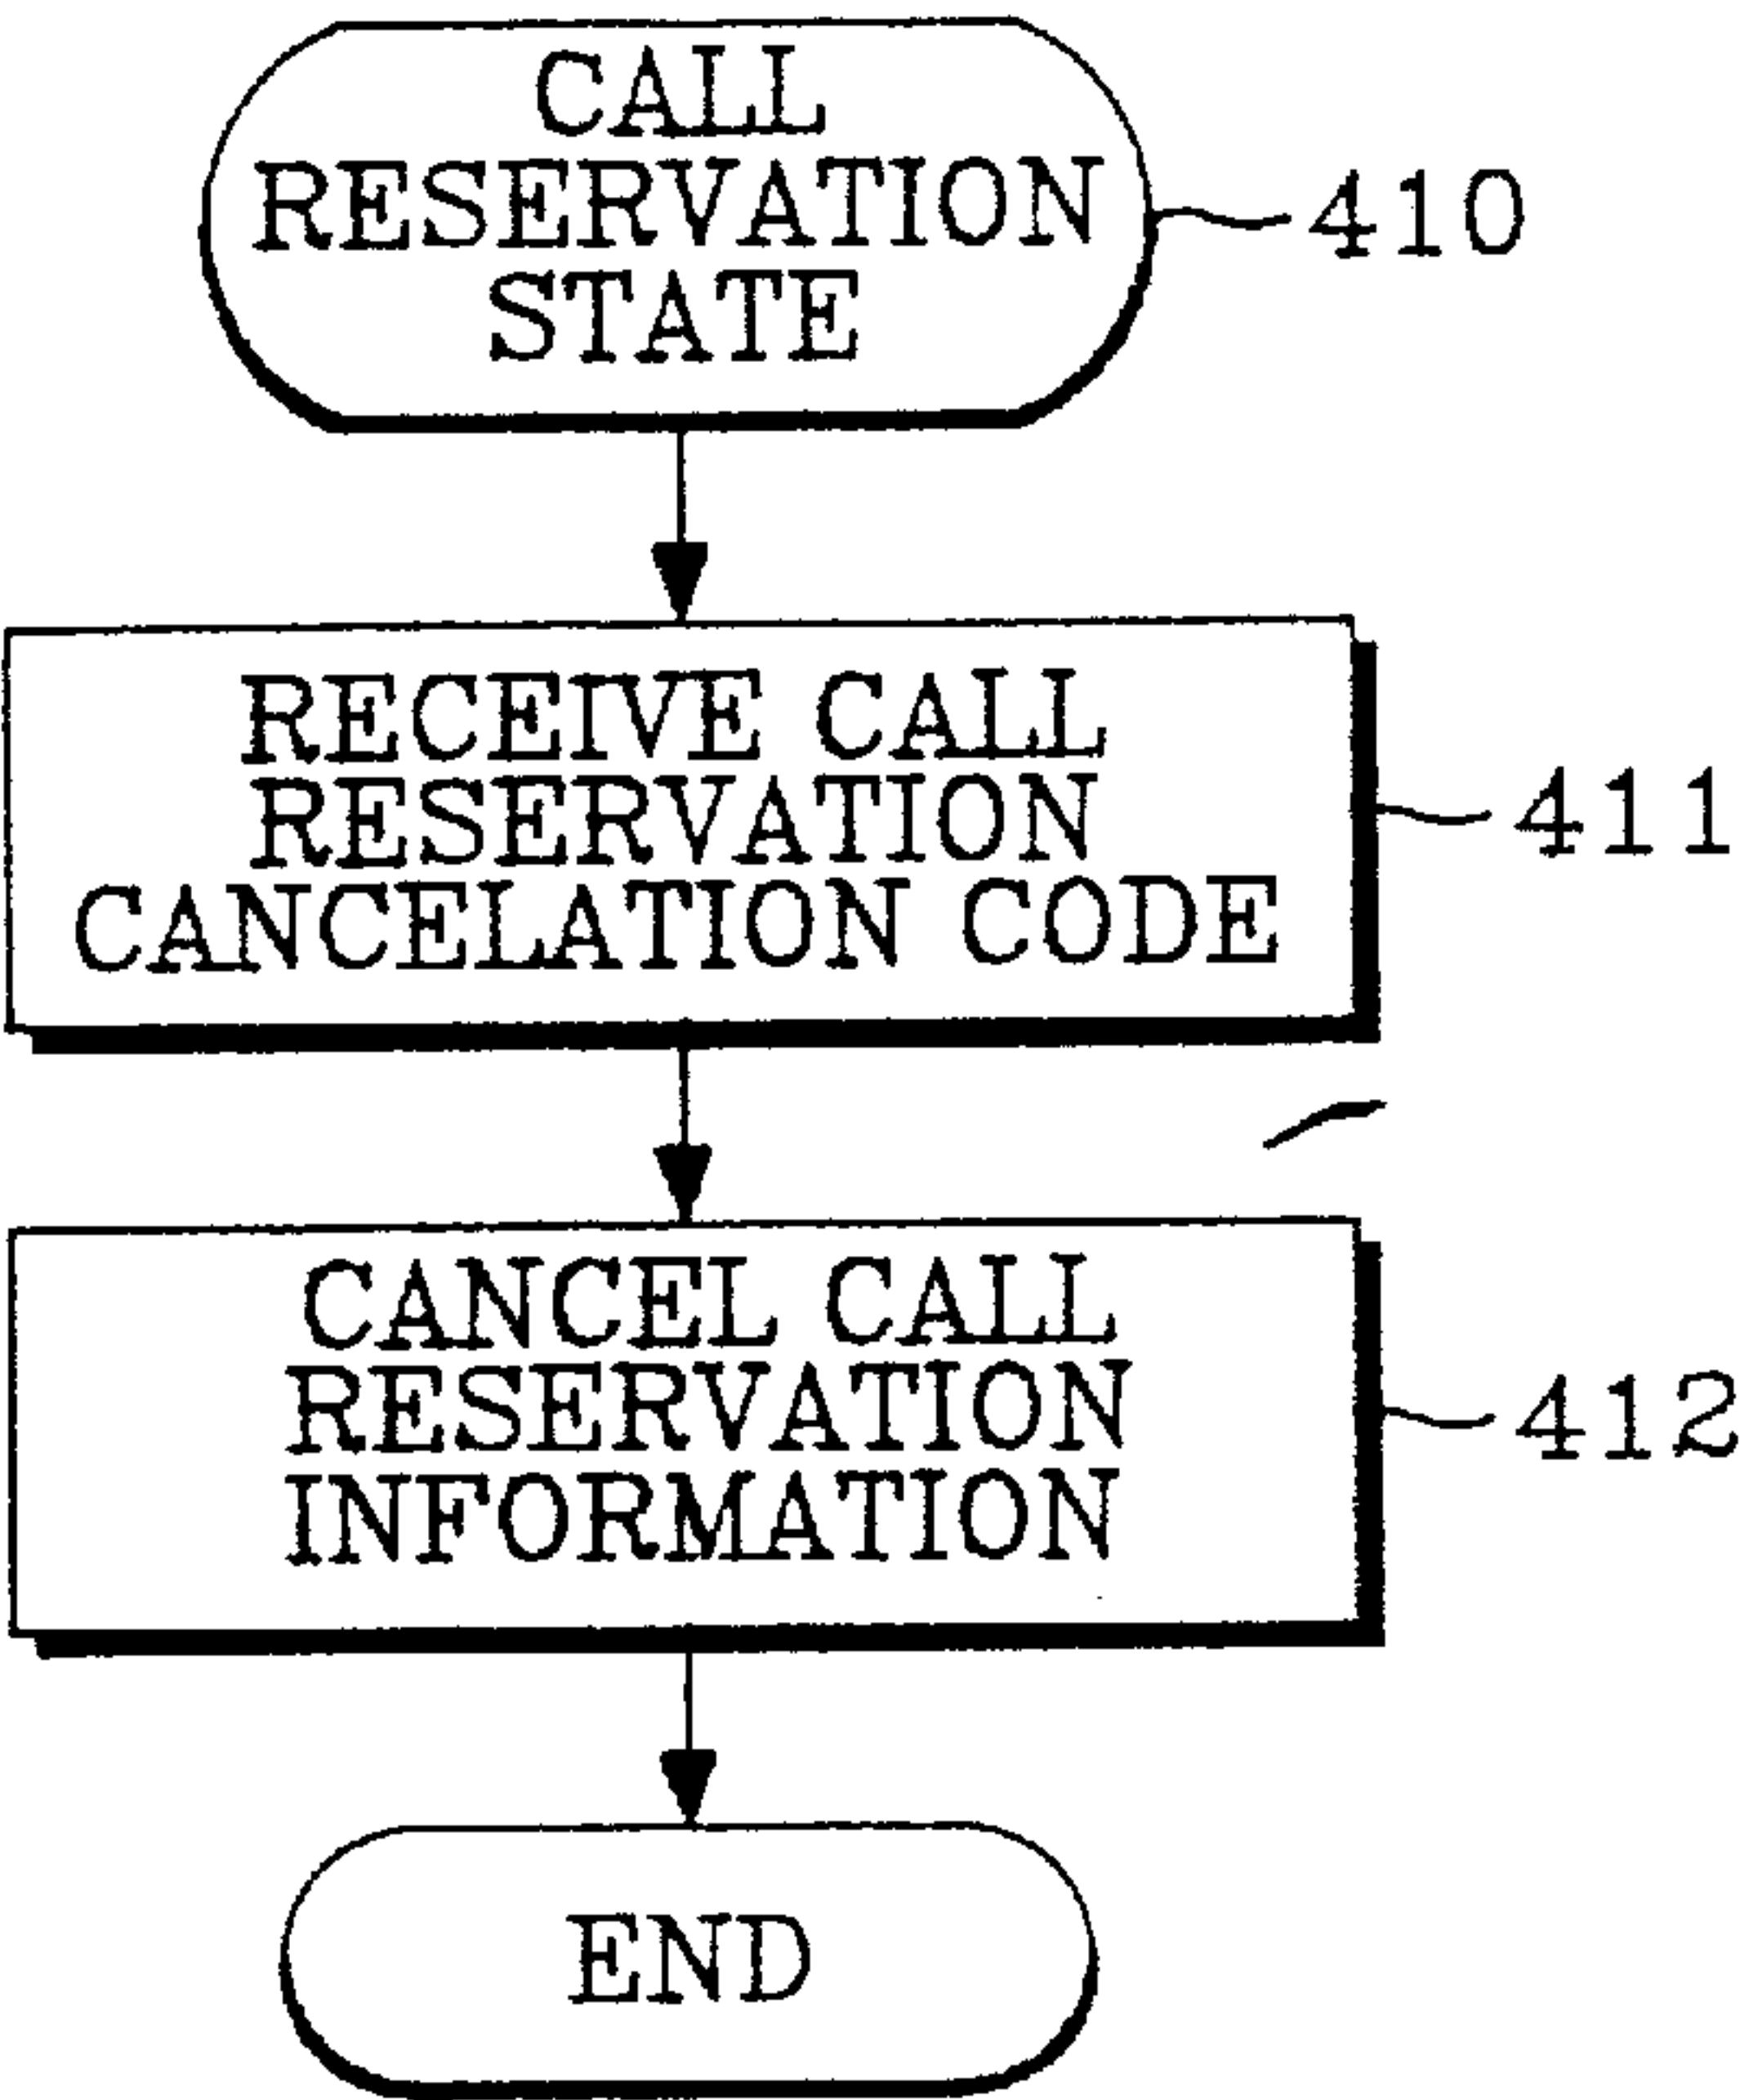 CALL
RESERVATION
STATE
410
RECEIVE CALL
RESERVATION
CANCELATION CODE
411
CANCEL CALL
RESERVATION
INFORMATION
412
END